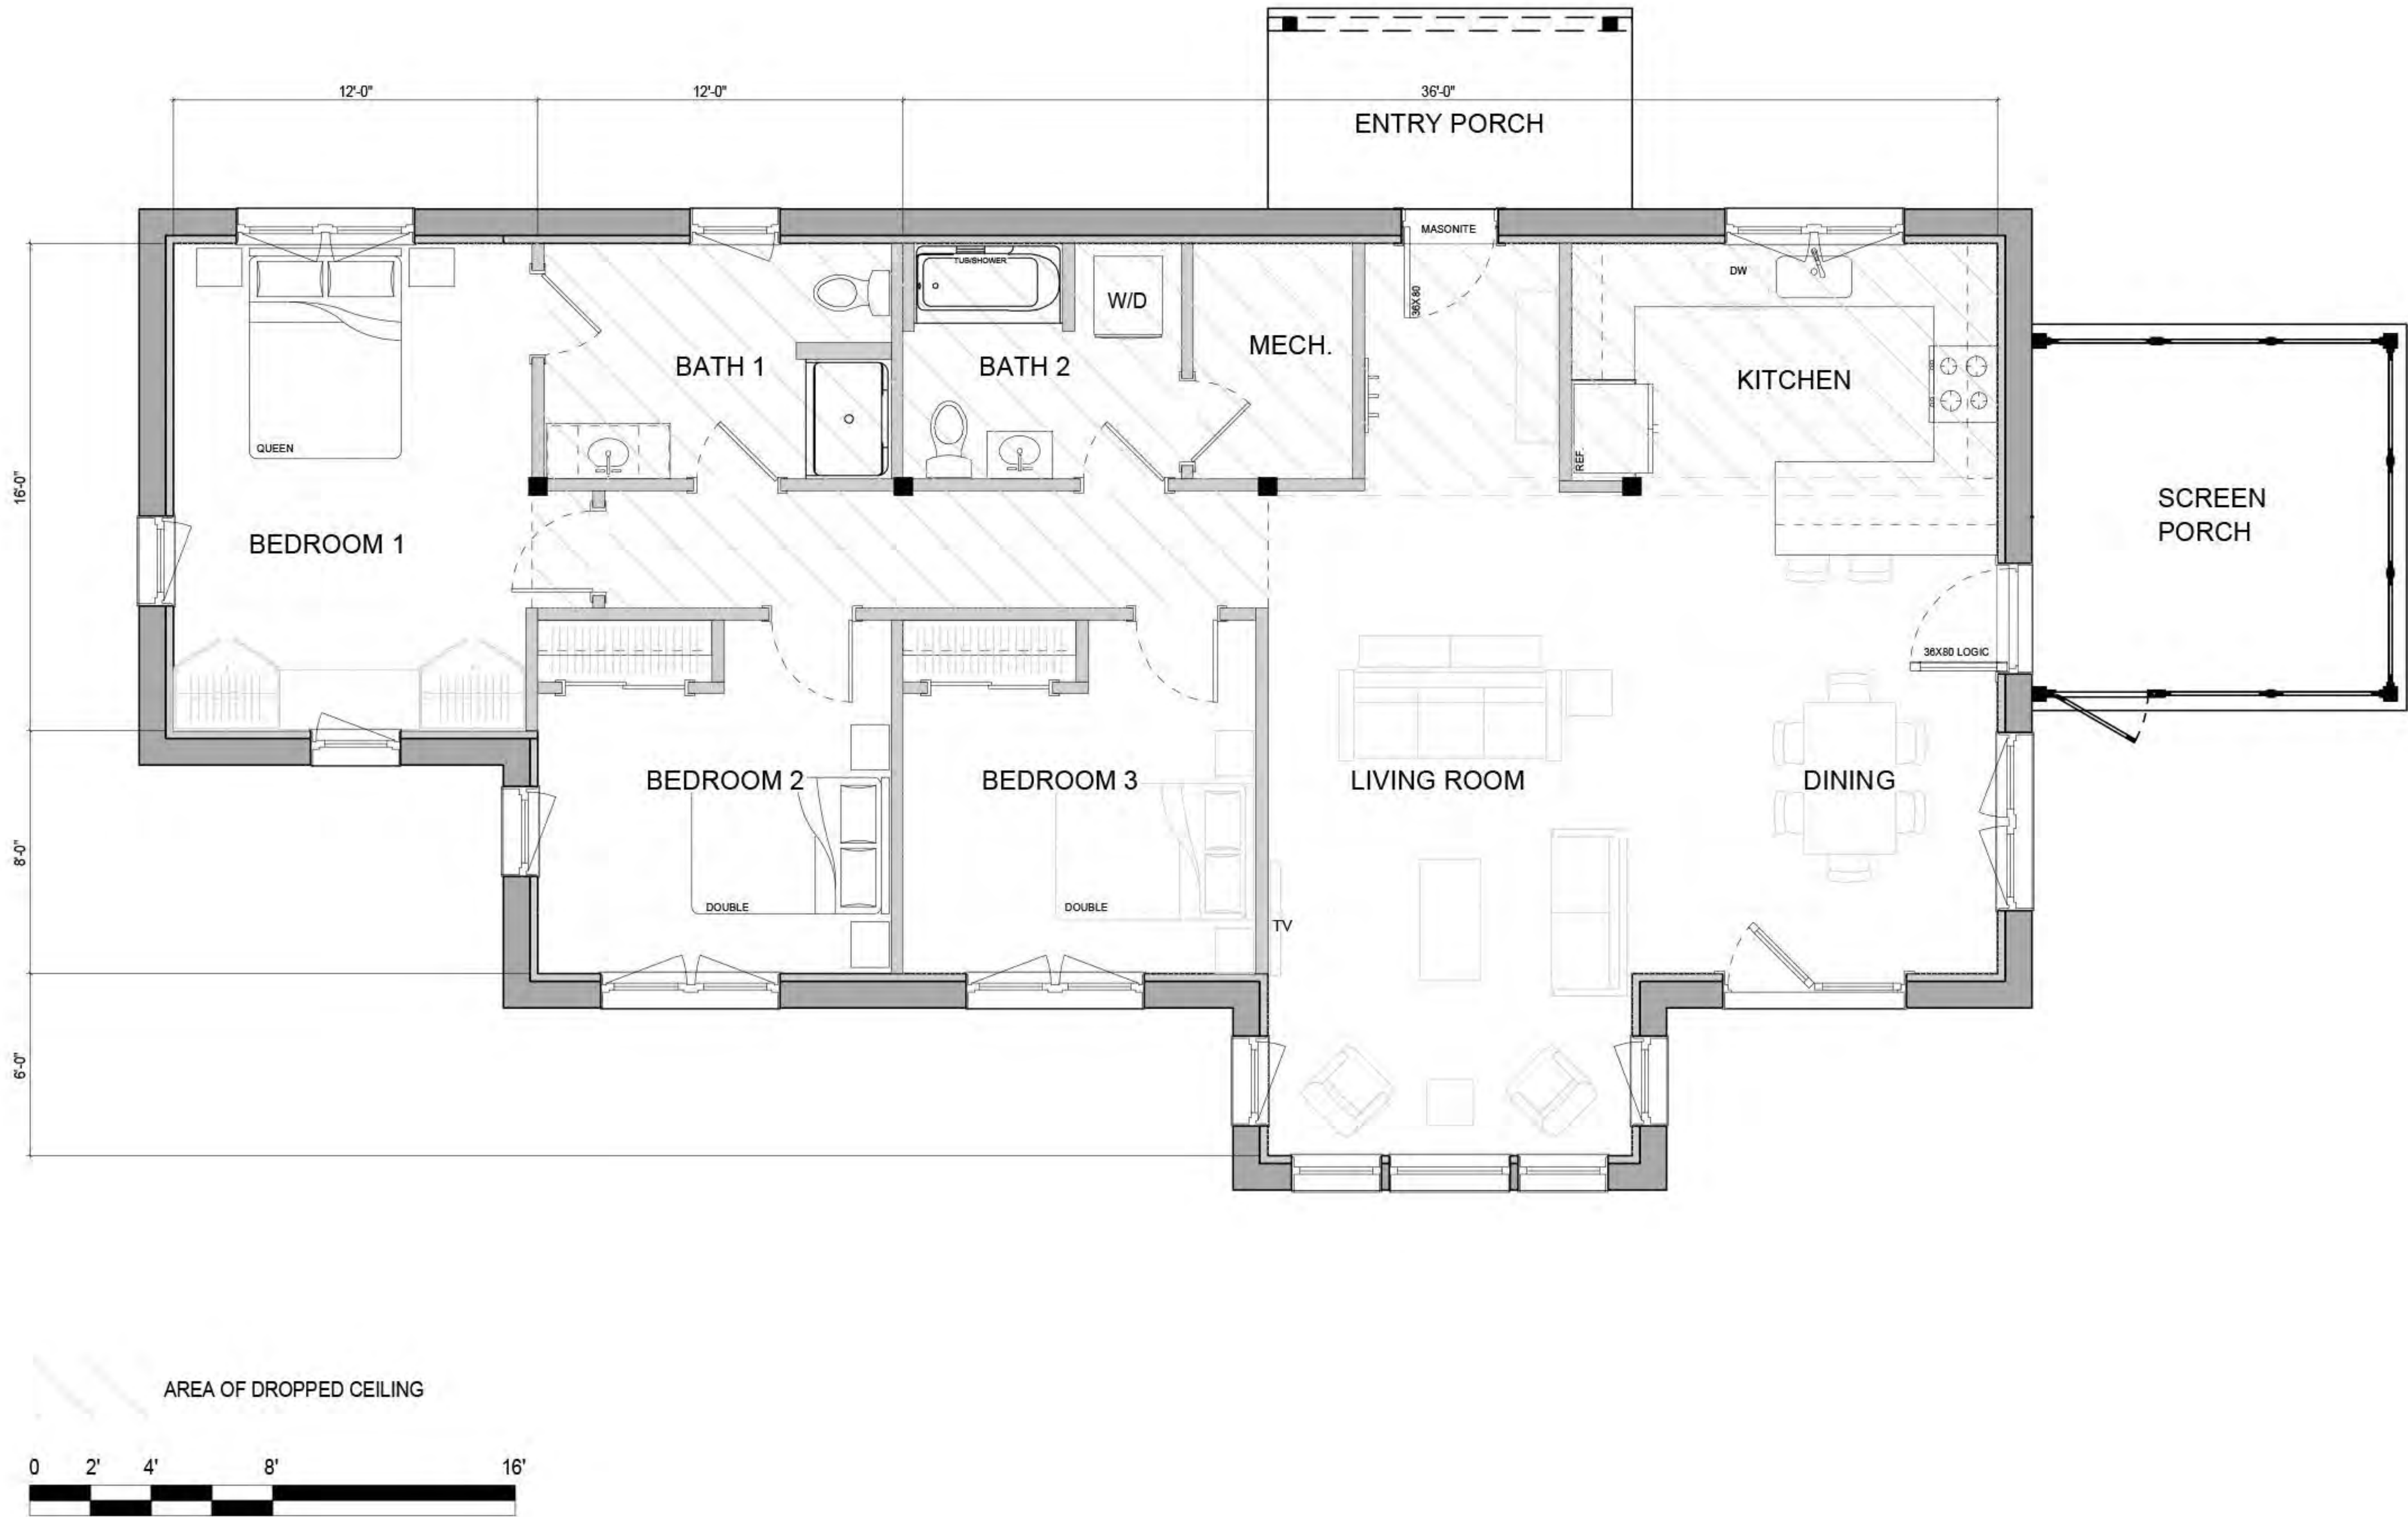 12'-0"
12'-0"
36'-0"
ENTRY PORCH
MASONITE
36X80
TUB/SHOWER
W/D
DW
MECH.
BATH 1
BATH 2
KITCHEN
QUEEN
REF.
16'-0"
SCREEN
PORCH
BEDROOM 1
36X80 LOGIC
BEDROOM 2
BEDROOM 3
LIVING ROOM
DINING
8'-0"
DOUBLE
DOUBLE
TV
6'-0"
AREA OF DROPPED CEILING
0 2' 4' 8' 16'